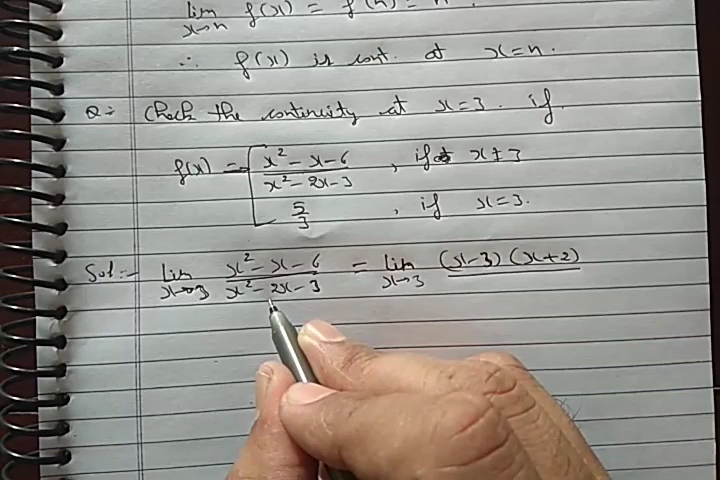 lim f(x) = f(n) = n.
x→n
∴ f(x) is cont. at x=n.
Q:- Check the continuity at x=3. if
f(x) = x²-x-6 , if x≠3
x²-2x-3
5/3 , if x=3.
Sol:- lim x²-x-6 = lim (x-3)(x+2)
x→3 x²-2x-3 x→3